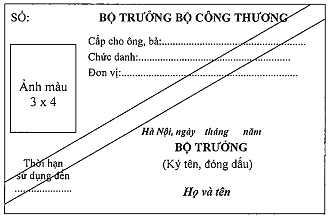 SỐ:
BỘ TRƯỞNG BỘ CÔNG THƯƠNG
Cấp cho ông, bà:
Chức danh:
Đơn vị:
Ảnh màu
3 x 4
Hà Nội, ngày tháng năm
BỘ TRƯỞNG
(Ký tên, đóng dấu)
Họ và tên
Thời hạn
sử dụng đến